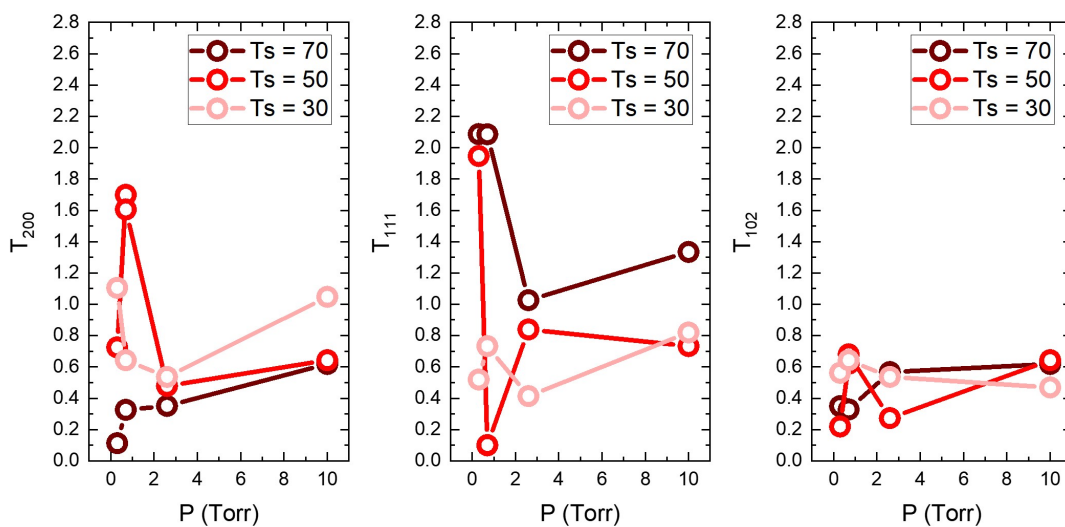 2.8
2.6
2.4
2.2
2.0
1.8
1.6
1.4
1.2
1.0
0.8
0.6
0.4
0.2
0.0
T200
0 2 4 6 8 10
P (Torr)
Ts = 70
Ts = 50
Ts = 30
2.8
2.6
2.4
2.2
2.0
1.8
1.6
1.4
1.2
1.0
0.8
0.6
0.4
0.2
0.0
T111
0 2 4 6 8 10
P (Torr)
Ts = 70
Ts = 50
Ts = 30
2.8
2.6
2.4
2.2
2.0
1.8
1.6
1.4
1.2
1.0
0.8
0.6
0.4
0.2
0.0
T102
0 2 4 6 8 10
P (Torr)
Ts = 70
Ts = 50
Ts = 30